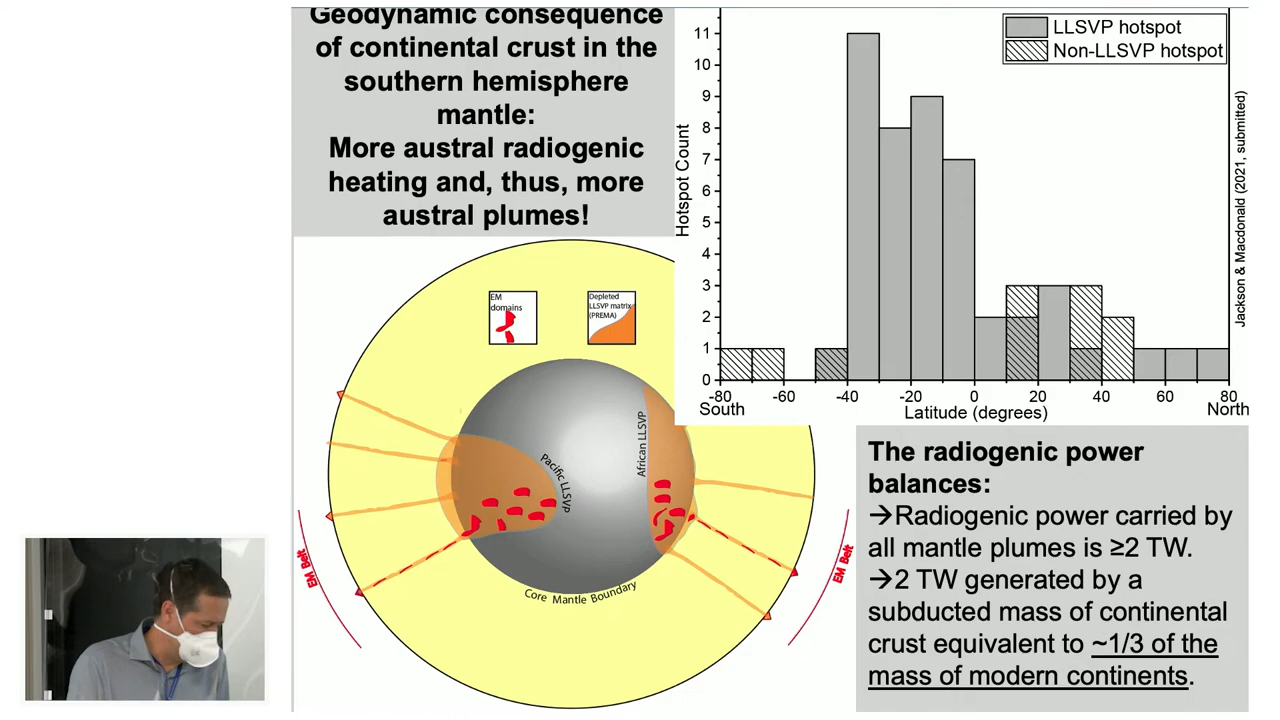 Geodynamic consequence
of continental crust in the
southern hemisphere
mantle:
More austral radiogenic
heating and, thus, more
austral plumes!
LLSVP hotspot
Non-LLSVP hotspot
Hotspot Count
11
10
9
8
7
6
5
4
3
2
1
0
-80
-60
-40
-20
0
20
40
60
80
South
Latitude (degrees)
North
Jackson & Macdonald (2021, submitted)
EM
domains
Depleted
LLSVP matrix
(PREMA)
Pacific LLSVP
African LLSVP
Core Mantle Boundary
EM Belt
EM Belt
The radiogenic power
balances:
→Radiogenic power carried by
all mantle plumes is ≥2 TW.
→2 TW generated by a
subducted mass of continental
crust equivalent to ~1/3 of the
mass of modern continents.